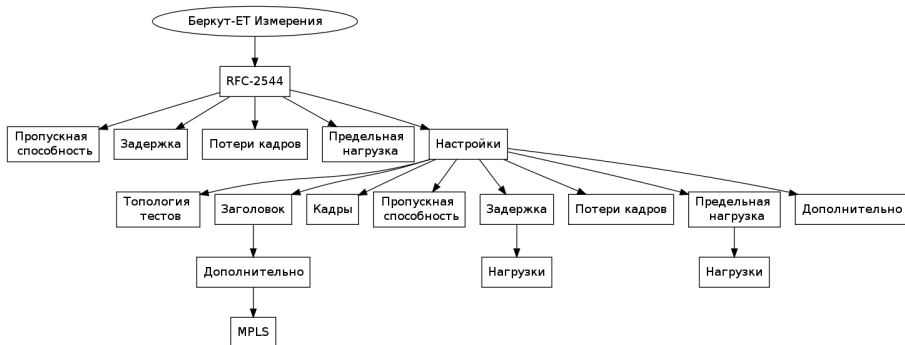 Беркут-ЕТ Измерения
RFC-2544
Пропускная
способность
Задержка
Потери кадров
Предельная
нагрузка
Настройки
Топология
тестов
Заголовок
Кадры
Пропускная
способность
Задержка
Потери кадров
Предельная
нагрузка
Дополнительно
Дополнительно
Нагрузки
Нагрузки
MPLS